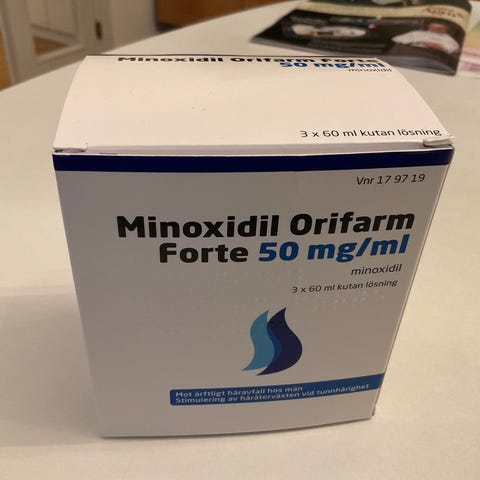 Minoxidil Orifarm Forte
50 mg/ml
minoxidil
3 x 60 ml kutan lösning
Vnr 17 97 19
Minoxidil Orifarm
Forte 50 mg/ml
minoxidil
3 x 60 ml kutan lösning
Mot ärftligt håravfall hos män
Stimulering av håråterväxten vid tunnhårighet